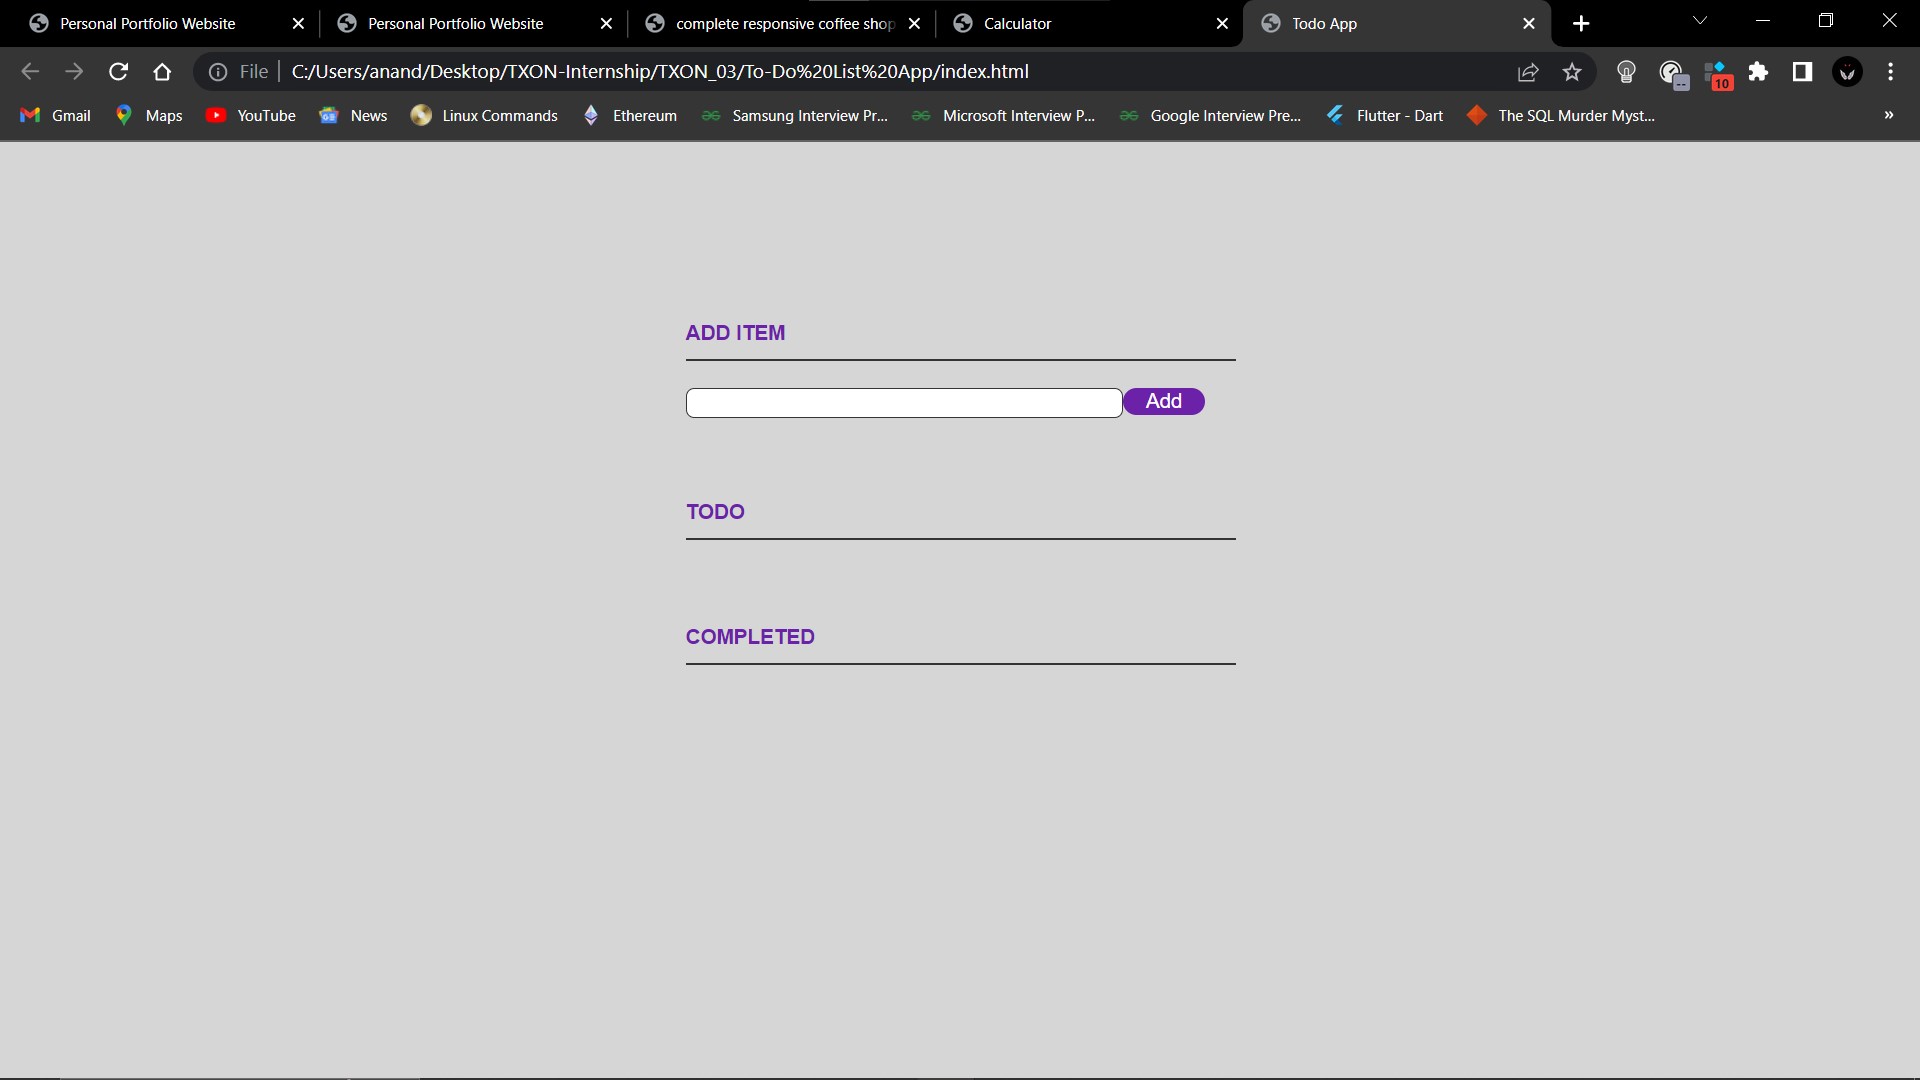 Personal Portfolio Website Personal Portfolio Website complete responsive coffee shop Calculator Todo App
File C:/Users/anand/Desktop/TXON-Internship/TXON_03/To-Do%20List%20App/index.html -- 10
Gmail Maps YouTube News Linux Commands Ethereum Samsung Interview Pr... Microsoft Interview P... Google Interview Pre... Flutter - Dart The SQL Murder Myst... »
ADD ITEM
Add
TODO
COMPLETED